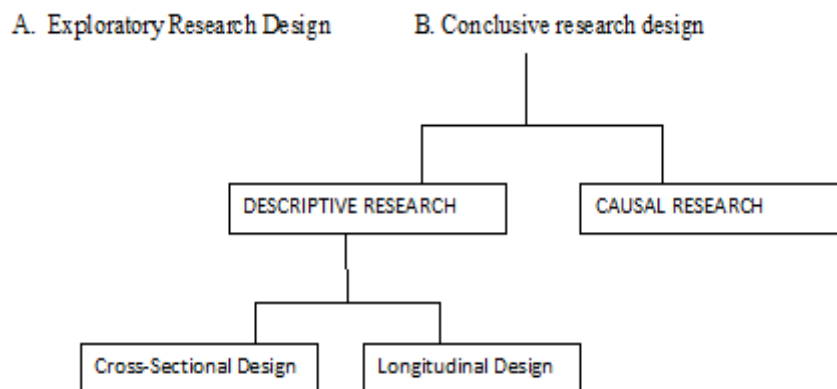 A. Exploratory Research Design
B. Conclusive research design
DESCRIPTIVE RESEARCH
CAUSAL RESEARCH
Cross-Sectional Design
Longitudinal Design